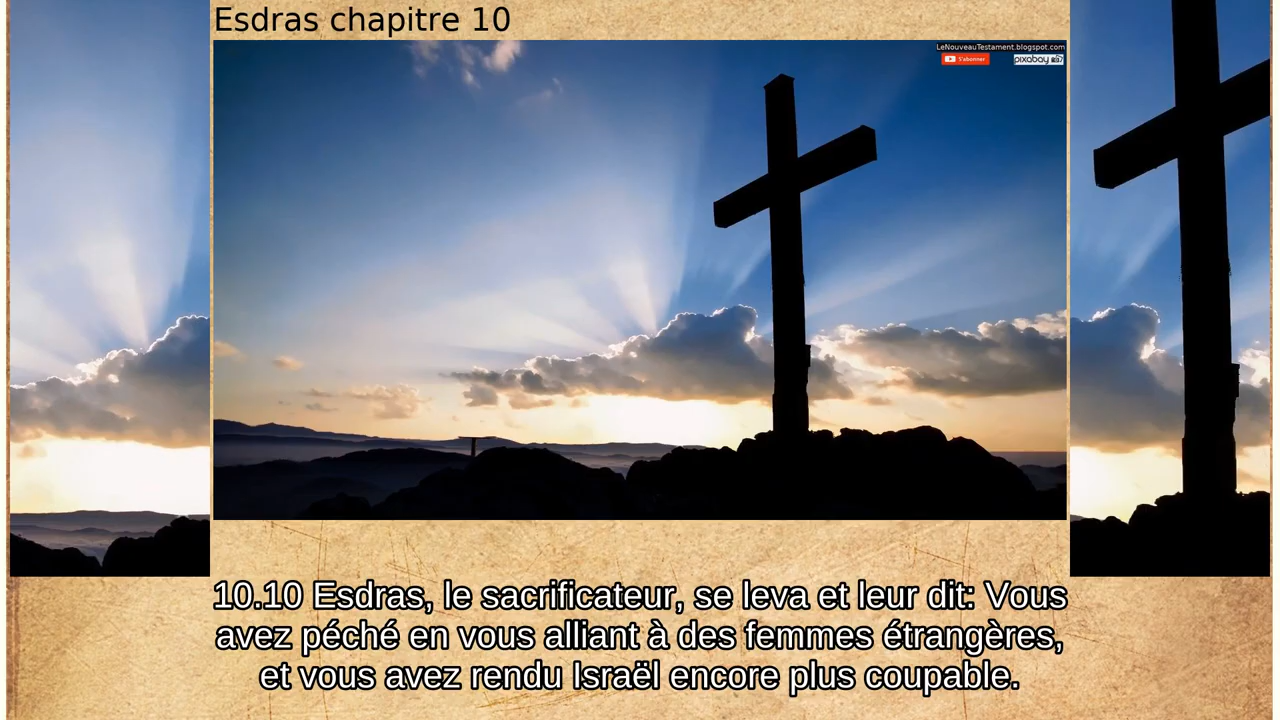 Esdras chapitre 10
LeNouveauTestament.blogspot.com
S'abonner
pixabay
10.10 Esdras, le sacrificateur, se leva et leur dit: Vous
avez péché en vous alliant à des femmes étrangères,
et vous avez rendu Israël encore plus coupable.